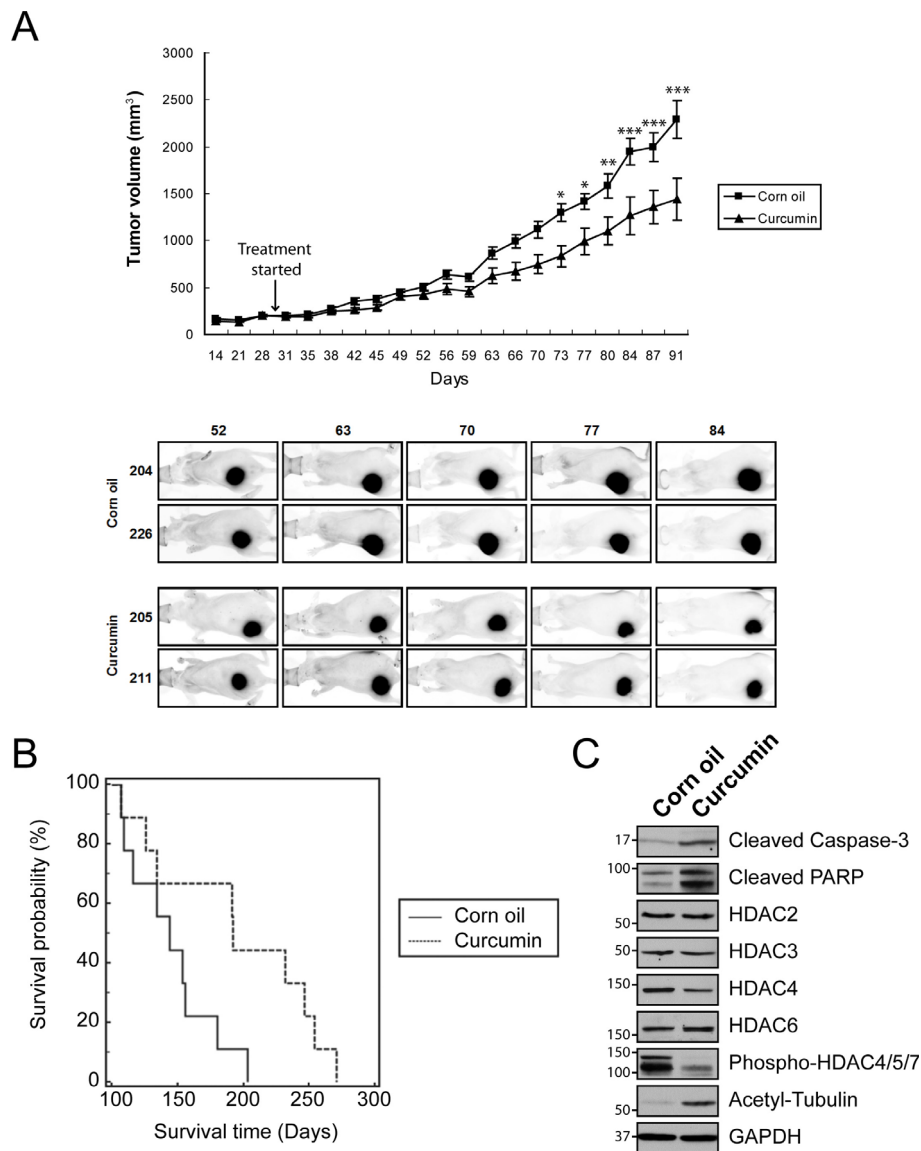 A
3000
2500
2000
1500
1000
500
0
Tumor volume (mm³)
Treatment
started
* * ** *** *** ***
Corn oil
Curcumin
14 21 28 31 35 38 42 45 49 52 56 59 63 66 70 73 77 80 84 87 91
Days
52 63 70 77 84
Corn oil
204
226
Curcumin
205
211
B
100
80
60
40
20
0
Survival probability (%)
100 200 300
Survival time (Days)
Corn oil
Curcumin
C
Corn oil
Curcumin
17 Cleaved Caspase-3
100 Cleaved PARP
50 HDAC2
50 HDAC3
150 HDAC4
150 HDAC6
150
100 Phospho-HDAC4/5/7
50 Acetyl-Tubulin
37 GAPDH